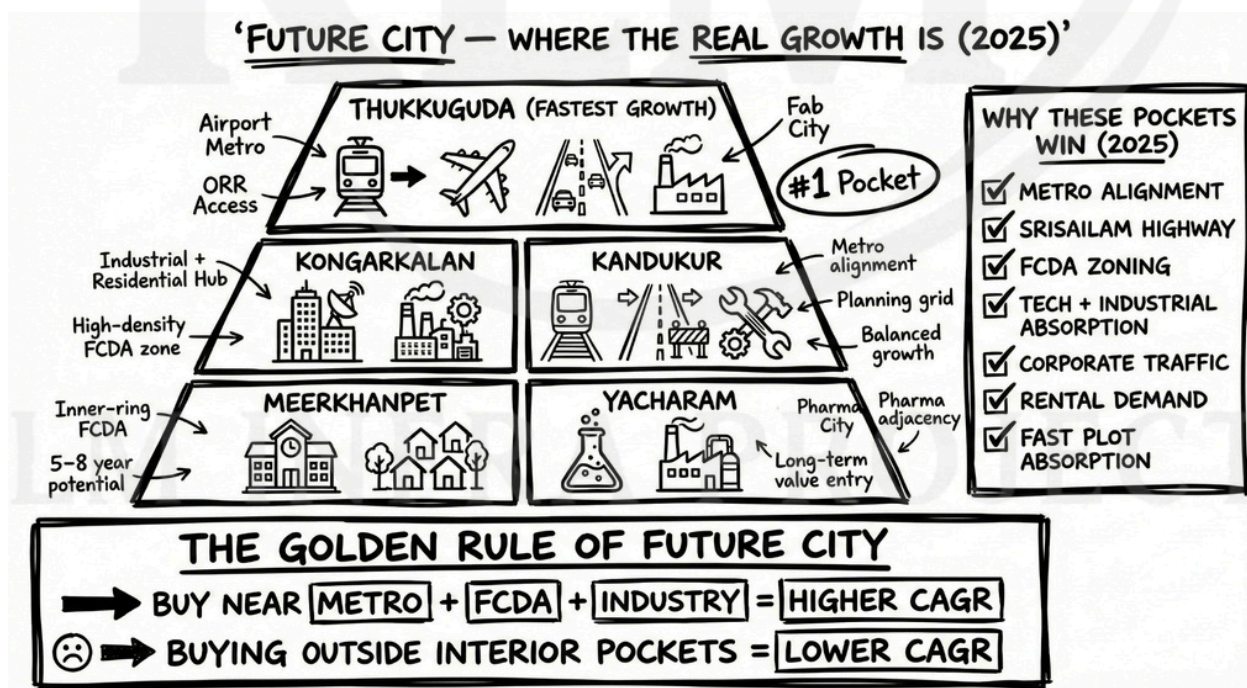 'FUTURE CITY — WHERE THE REAL GROWTH IS (2025)'
THUKKUGUDA (FASTEST GROWTH)
Airport
Metro
ORR
Access
Fab
City
#1 Pocket
KONGARKALAN
Industrial +
Residential Hub
High-density
FCDA zone
KANDUKUR
Metro
alignment
Planning grid
Balanced
growth
MEERKHANPET
Inner-ring
FCDA
5-8 year
potential
YACHARAM
Pharma
City
Pharma
adjacency
Long-term
value entry
WHY THESE POCKETS
WIN (2025)
METRO ALIGNMENT
SRISAILAM HIGHWAY
FCDA ZONING
TECH + INDUSTRIAL
ABSORPTION
CORPORATE TRAFFIC
RENTAL DEMAND
FAST PLOT
ABSORPTION
THE GOLDEN RULE OF FUTURE CITY
BUY NEAR METRO + FCDA + INDUSTRY = HIGHER CAGR
BUYING OUTSIDE INTERIOR POCKETS = LOWER CAGR